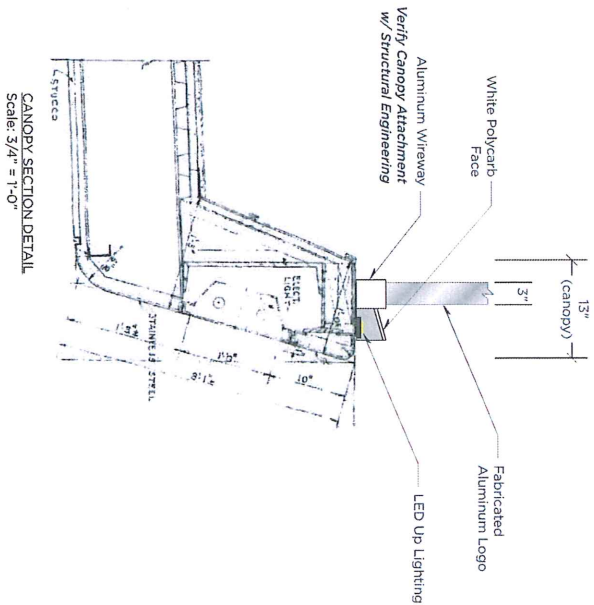 13"
(canopy)
3"
White Polycarb
Face
Aluminum Wireway
Verify Canopy Attachment
w/ Structural Engineering
Fabricated
Aluminum Logo
LED Up Lighting
ELECT.
LIGHT
STUCCO
STAINLESS STEEL
CANOPY SECTION DETAIL
Scale: 3/4" = 1'-0"